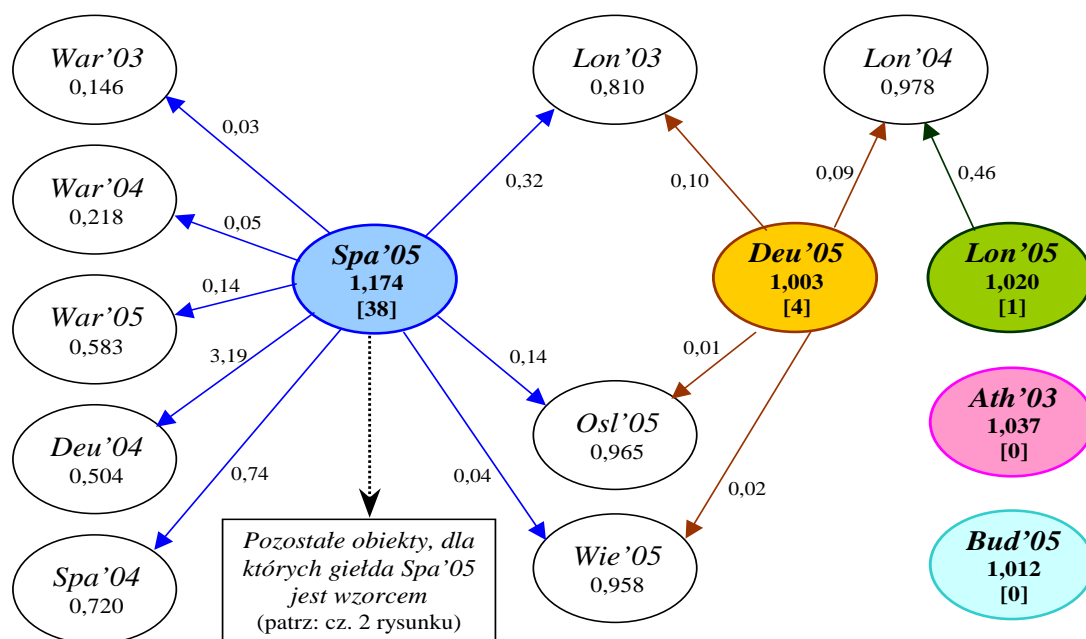 War’03
0,146
Lon’03
0,810
Lon’04
0,978
0,03
0,32
0,10
0,09
0,46
War’04
0,218
0,05
Spa’05
1,174
[38]
Deu’05
1,003
[4]
Lon’05
1,020
[1]
War’05
0,583
0,14
3,19
0,14
0,01
Deu’04
0,504
0,74
0,04
Osl’05
0,965
0,02
Ath’03
1,037
[0]
Spa’04
0,720
Pozostałe obiekty, dla
których giełda Spa’05
jest wzorcem
(patrz: cz. 2 rysunku)
Wie’05
0,958
Bud’05
1,012
[0]